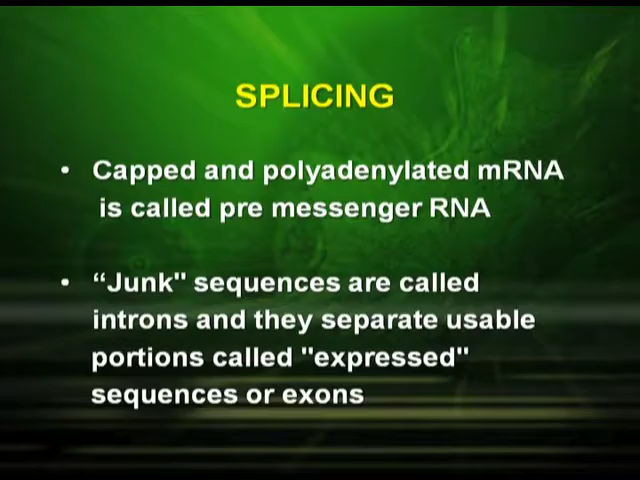 SPLICING
• Capped and polyadenylated mRNA
is called pre messenger RNA
• “Junk" sequences are called
introns and they separate usable
portions called "expressed"
sequences or exons